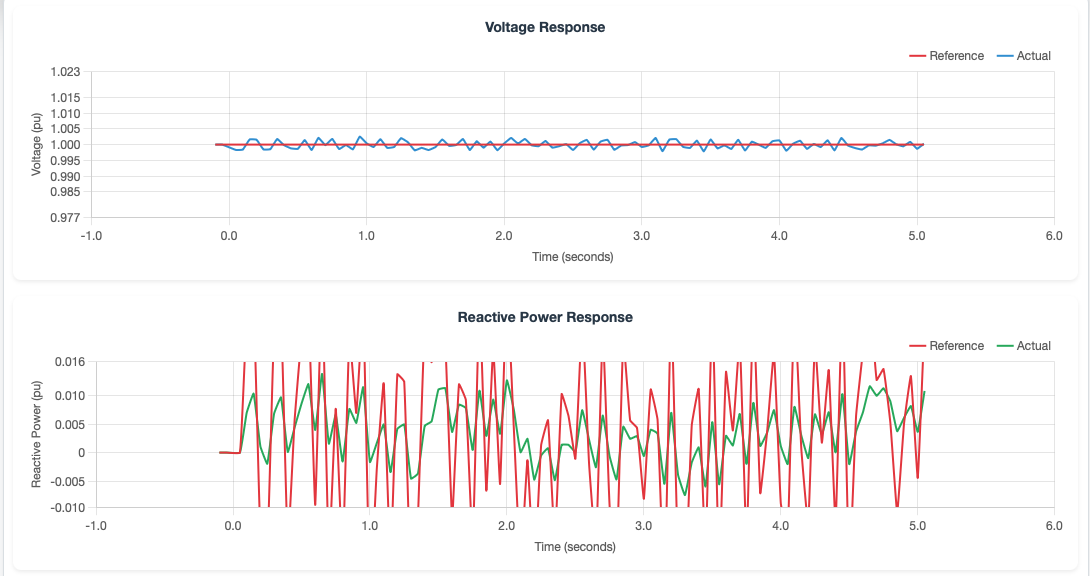 Voltage Response
Reference Actual
1.023
1.015
1.010
1.005
1.000
0.995
0.990
0.985
0.977
Voltage (pu)
-1.0 0.0 1.0 2.0 3.0 4.0 5.0 6.0
Time (seconds)
Reactive Power Response
Reference Actual
0.016
0.010
0.005
0
-0.005
-0.010
Reactive Power (pu)
-1.0 0.0 1.0 2.0 3.0 4.0 5.0 6.0
Time (seconds)